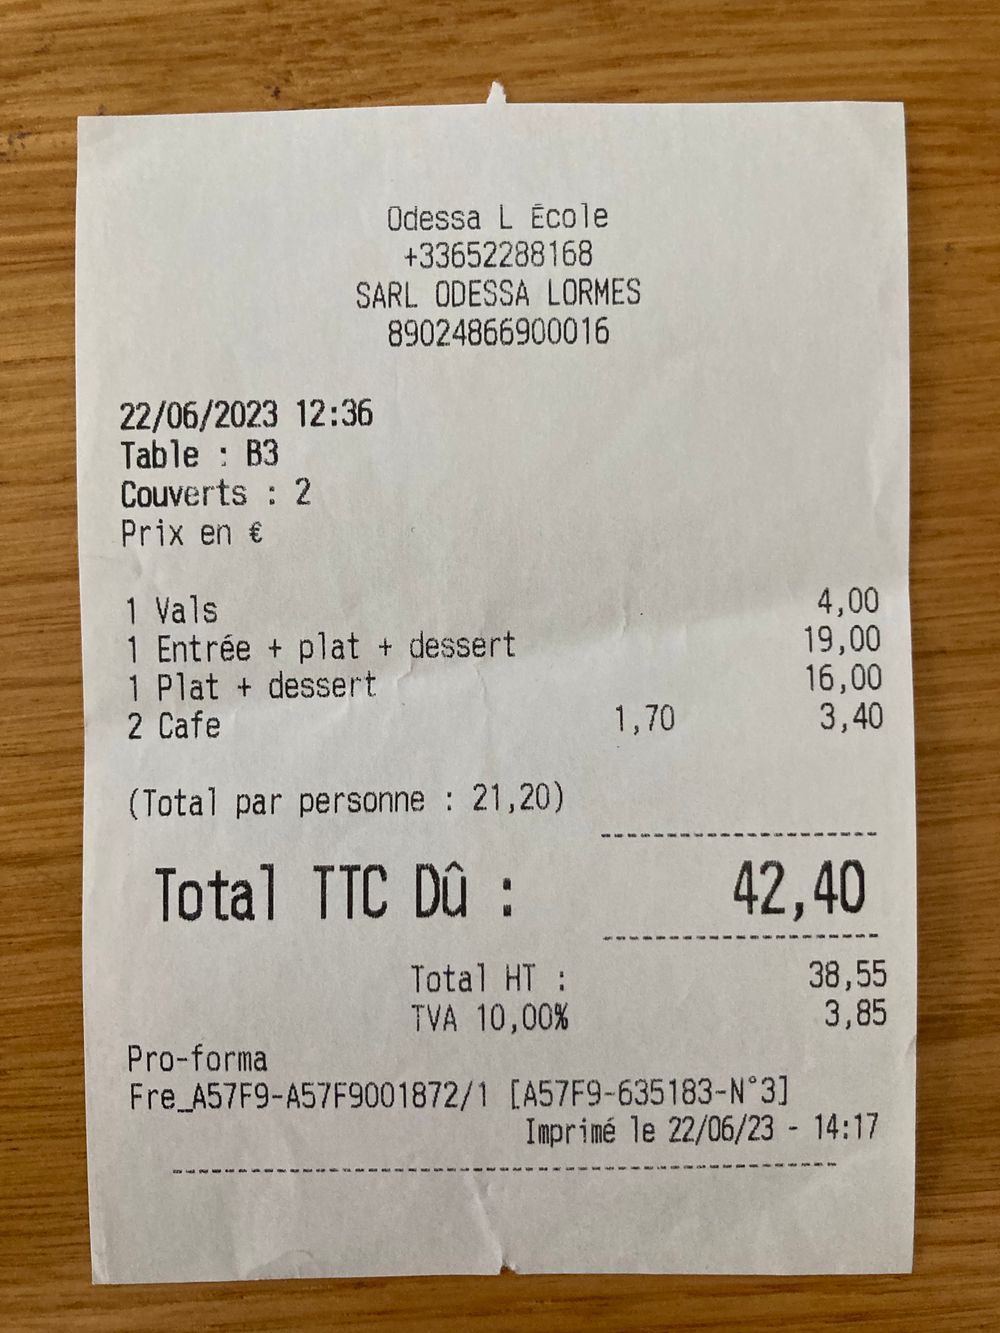 Odessa L École
+33652288168
SARL ODESSA LORMES
89024866900016
22/06/2023 12:36
Table : B3
Couverts : 2
Prix en €
1 Vals 4,00
1 Entrée + plat + dessert 19,00
1 Plat + dessert 16,00
2 Cafe 1,70 3,40
(Total par personne : 21,20)
Total TTC Dû : 42,40
Total HT : 38,55
TVA 10,00% 3,85
Pro-forma
Fre_A57F9-A57F9001872/1 [A57F9-635183-N°3]
Imprimé le 22/06/23 - 14:17